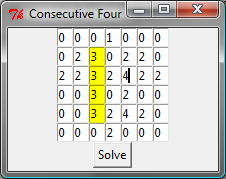 Consecutive Four
0 0 0 1 0 0 0
0 2 3 0 2 2 0
2 2 3 2 4 2 2
0 0 3 0 2 0 0
0 0 3 2 4 2 0
0 0 0 2 0 0 0
Solve